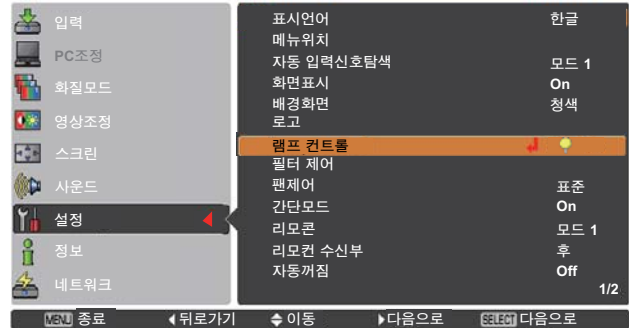 입력
PC조정
화질모드
영상조정
스크린
사운드
설정
정보
네트워크
표시언어 한글
메뉴위치
자동 입력신호탐색 모드 1
화면표시 On
배경화면 청색
로고
램프 컨트롤
필터 제어
팬제어 표준
간단모드 On
리모콘 모드 1
리모컨 수신부 후
자동꺼짐 Off
1/2
MENU 종료 뒤로가기 이동 다음으로 SELECT 다음으로